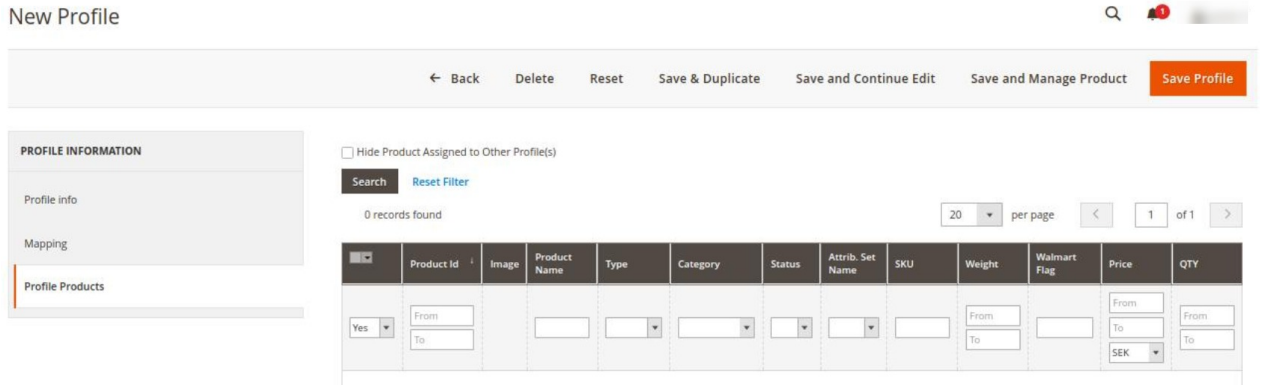 New Profile
1
← Back Delete Reset Save & Duplicate Save and Continue Edit Save and Manage Product Save Profile
PROFILE INFORMATION
Profile info
Mapping
Profile Products
Hide Product Assigned to Other Profile(s)
Search Reset Filter
0 records found 20 per page 1 of 1
Product Id ↓ Image Product Name Type Category Status Attrib. Set Name SKU Weight Walmart Flag Price QTY
Yes From To From To From To SEK From To